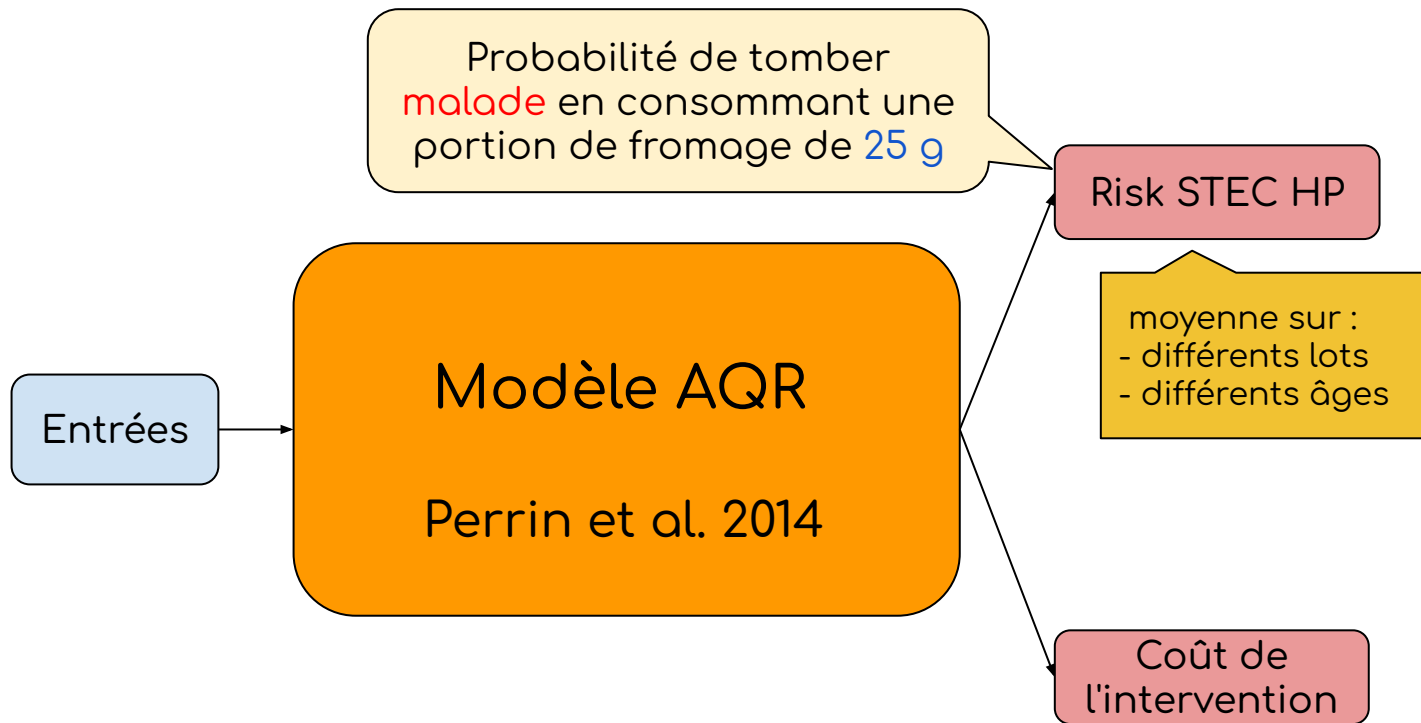 Probabilité de tomber
malade en consommant une
portion de fromage de 25 g
Risk STEC HP
moyenne sur :
- différents lots
- différents âges
Entrées
Modèle AQR
Perrin et al. 2014
Coût de
l'intervention